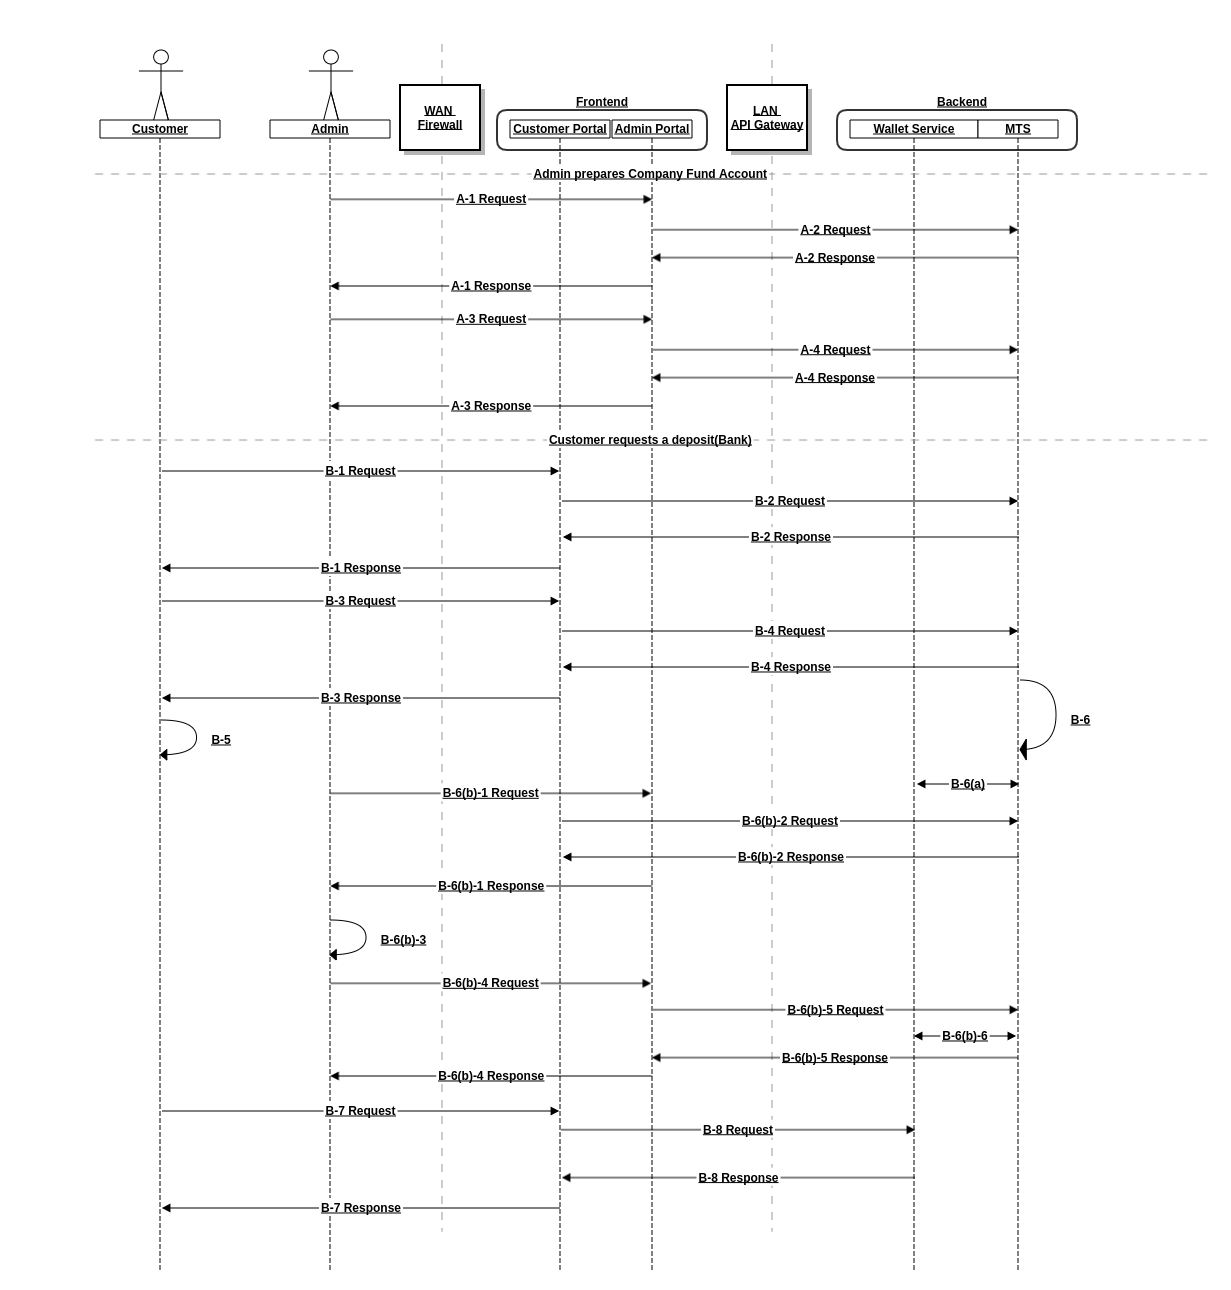 Frontend
Backend
WAN
Firewall
LAN
API Gateway
Customer
Admin
Customer Portal
Admin Portal
Wallet Service
MTS
Admin prepares Company Fund Account
A-1 Request
A-2 Request
A-2 Response
A-1 Response
A-3 Request
A-4 Request
A-4 Response
A-3 Response
Customer requests a deposit(Bank)
B-1 Request
B-2 Request
B-2 Response
B-1 Response
B-3 Request
B-4 Request
B-4 Response
B-3 Response
B-6
B-5
B-6(a)
B-6(b)-1 Request
B-6(b)-2 Request
B-6(b)-2 Response
B-6(b)-1 Response
B-6(b)-3
B-6(b)-4 Request
B-6(b)-5 Request
B-6(b)-6
B-6(b)-5 Response
B-6(b)-4 Response
B-7 Request
B-8 Request
B-8 Response
B-7 Response